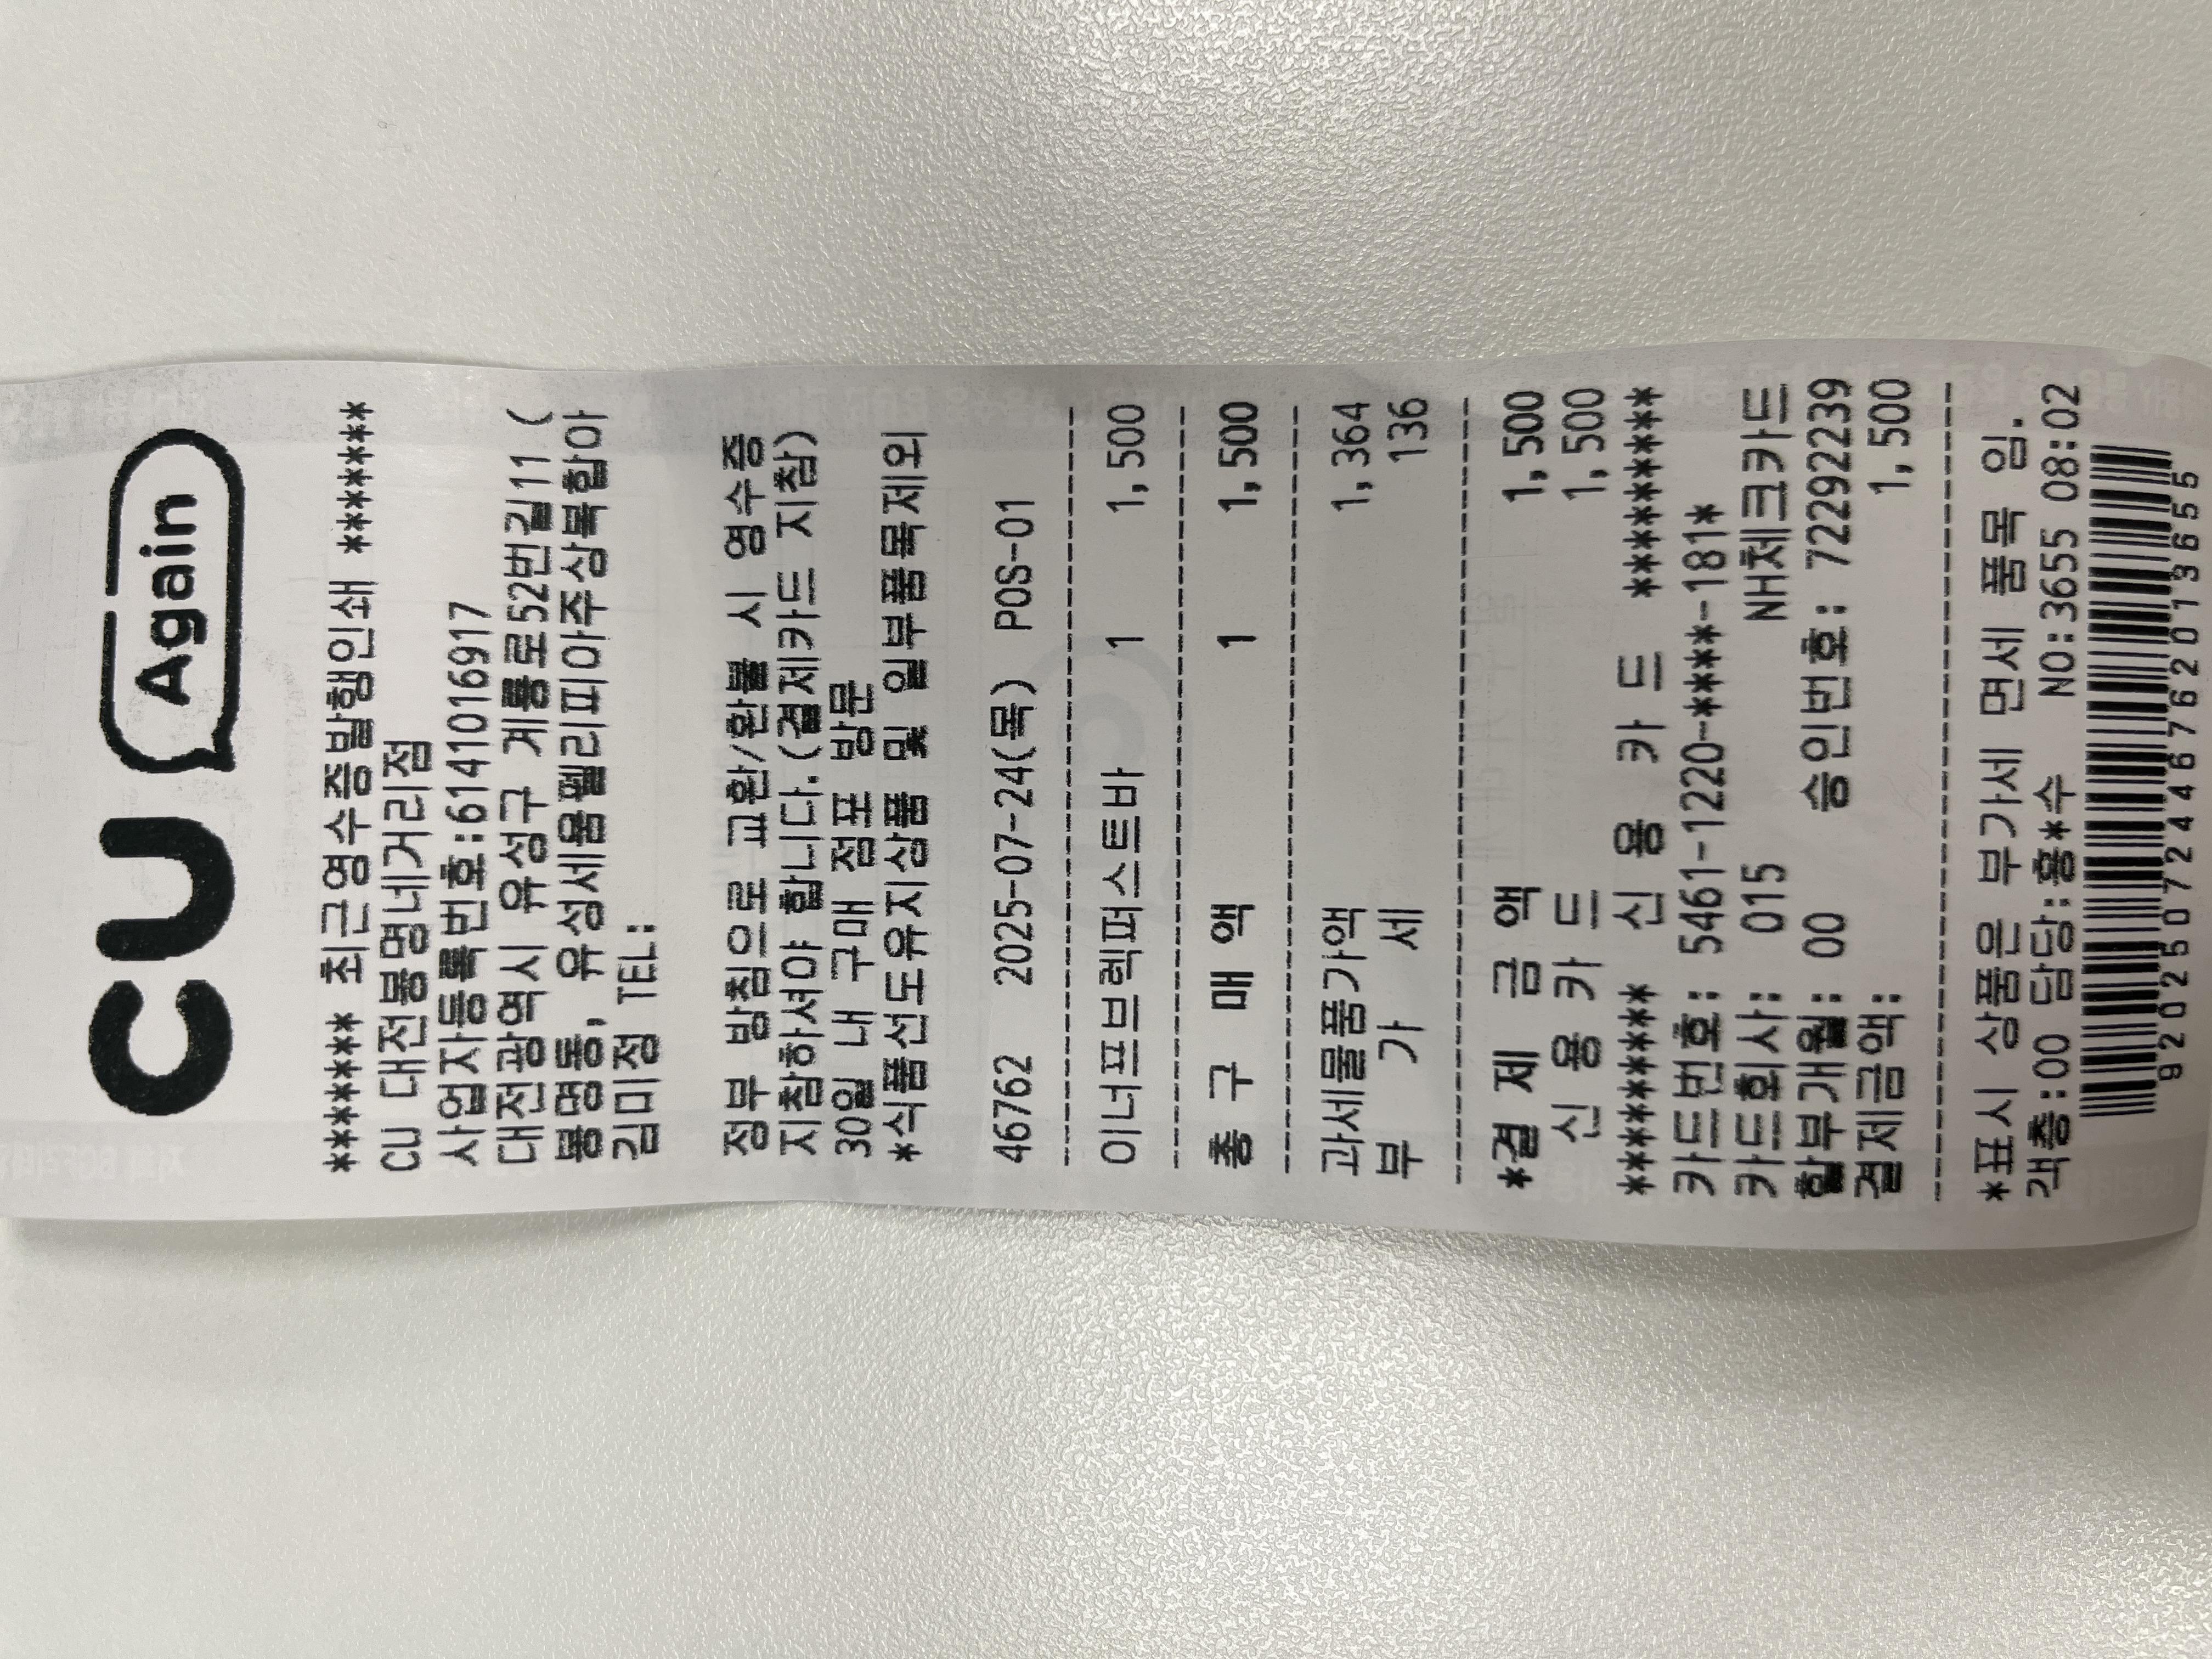 CU Again
******* 최근영수증발행인쇄 *******
CU 대전봉명네거리점
사업자등록번호:6141016917
대전광역시 유성구 계룡로52번길11 (
봉명동, 유성세움펠리피아주상복합아
김미정 TEL:
정부 방침으로 교환/환불 시 영수증
지참하셔야 합니다.(결제카드 지참)
30일 내 구매 점포 방문
*식품선도유지상품 및 일부품목제외
46762 2025-07-24(목) POS-01
이너프브렉퍼스트바 1 1,500
총 구 매 액 1 1,500
과세물품가액 1,364
부 가 세 136
*결 제 금 액 1,500
신 용 카 드 1,500
********* 신 용 카 드 *********
카드번호: 5461-1220-****-181*
카드회사: 015 NH체크카드
할부개월: 00 승인번호: 72292239
결제금액: 1,500
*표시 상품은 부가세 면세 품목 임.
객층:00 담당:홍*수 NO:3655 08:02
92025072446762013655